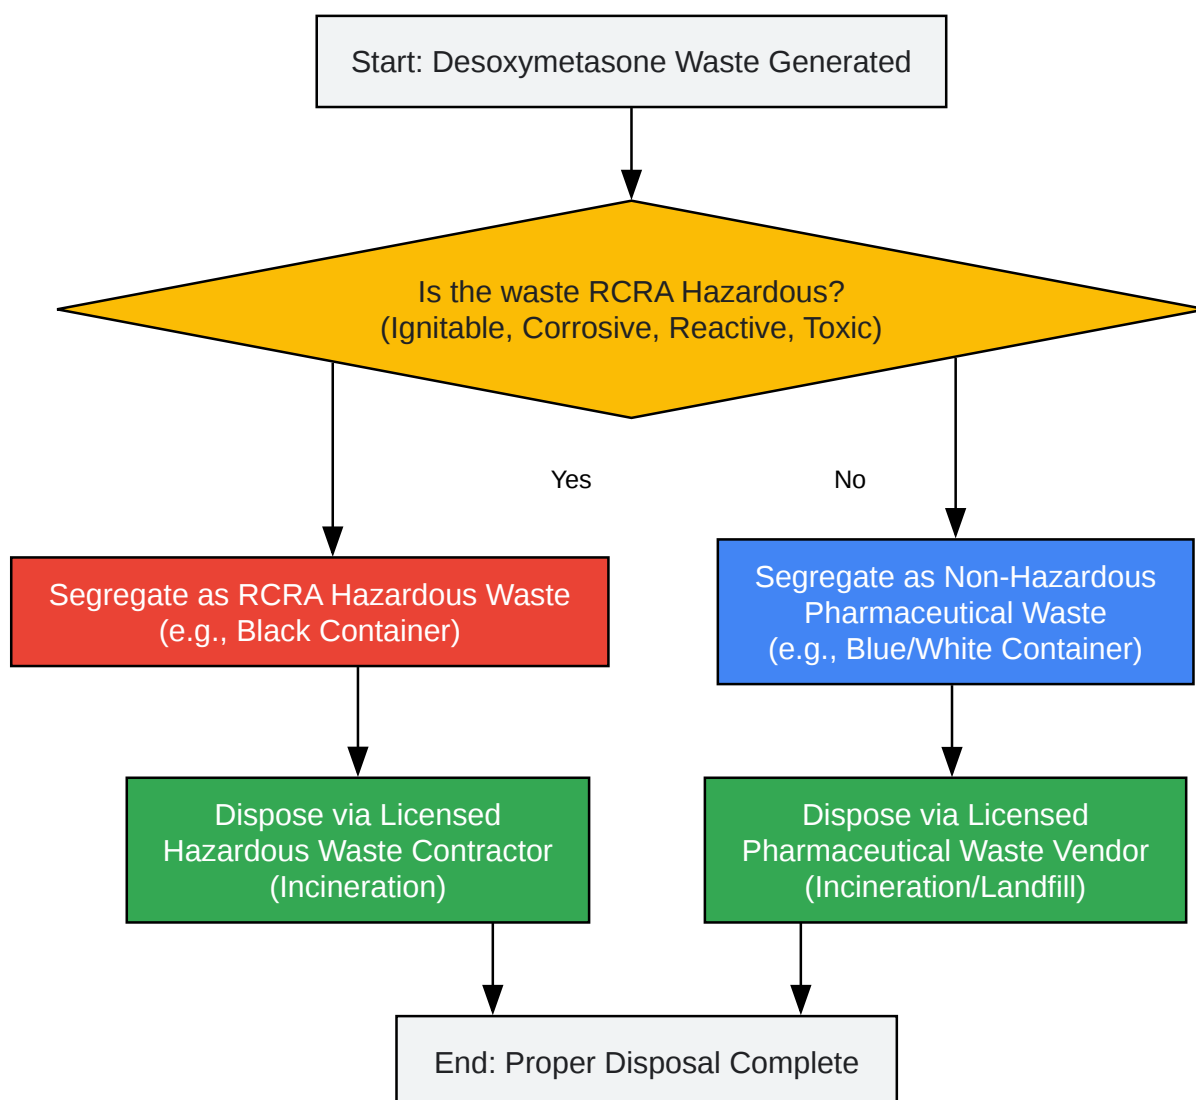 Start: Desoxymetasone Waste Generated
Is the waste RCRA Hazardous?
(Ignitable, Corrosive, Reactive, Toxic)
Yes
No
Segregate as RCRA Hazardous Waste
(e.g., Black Container)
Segregate as Non-Hazardous
Pharmaceutical Waste
(e.g., Blue/White Container)
Dispose via Licensed
Hazardous Waste Contractor
(Incineration)
Dispose via Licensed
Pharmaceutical Waste Vendor
(Incineration/Landfill)
End: Proper Disposal Complete